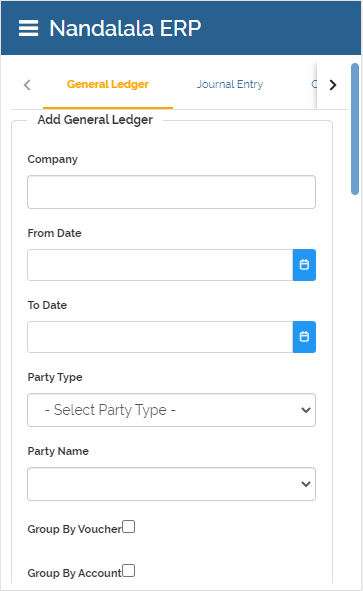 Nandalala ERP
General Ledger
Journal Entry
Add General Ledger
Company
From Date
To Date
Party Type
- Select Party Type -
Party Name
Group By Voucher
Group By Account